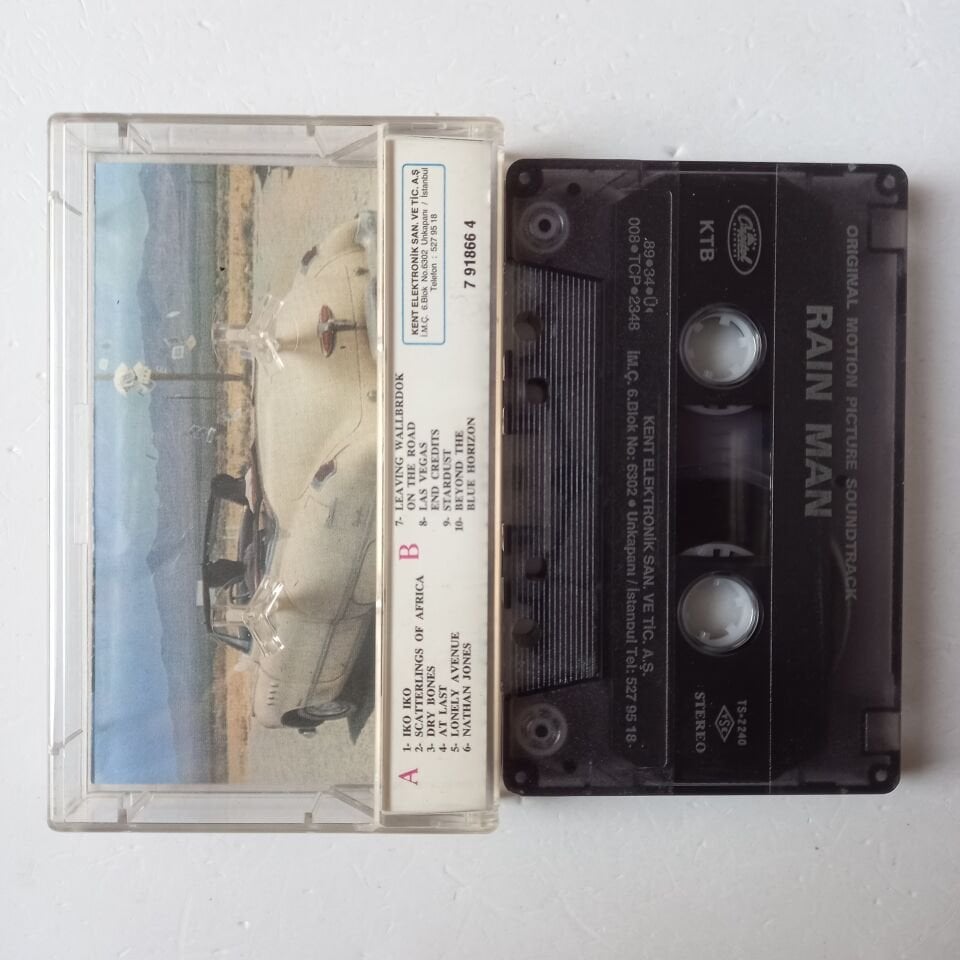 A
1- IKO IKO
2- SCATTERLINGS OF AFRICA
3- DRY BONES
4- AT LAST
5- LONELY AVENUE
6- NATHAN JONES
B
7- LEAVING WALLBRDOK
ON THE ROAD
8- LAS VEGAS
END CREDITS
9- STARDUST
10- BEYOND THE
BLUE HORIZON
KENT ELEKTRONİK SAN. VE TİC. A.Ş
İ.M.Ç. 6.Blok No.6302 Unkapanı / İstanbul
Telefon : 527 95 18
7 91866 4
ORIGINAL MOTION PICTURE SOUNDTRACK
RAIN MAN
Capitol
KTB
TS-2240
TSE
STEREO
.89•34•Ü•
008•TCP•2348
KENT ELEKTRONİK SAN. VE TİC. A.Ş.
İM.Ç. 6.Blok No: 6302 • Unkapanı / İstanbul Tel: 527 95 18